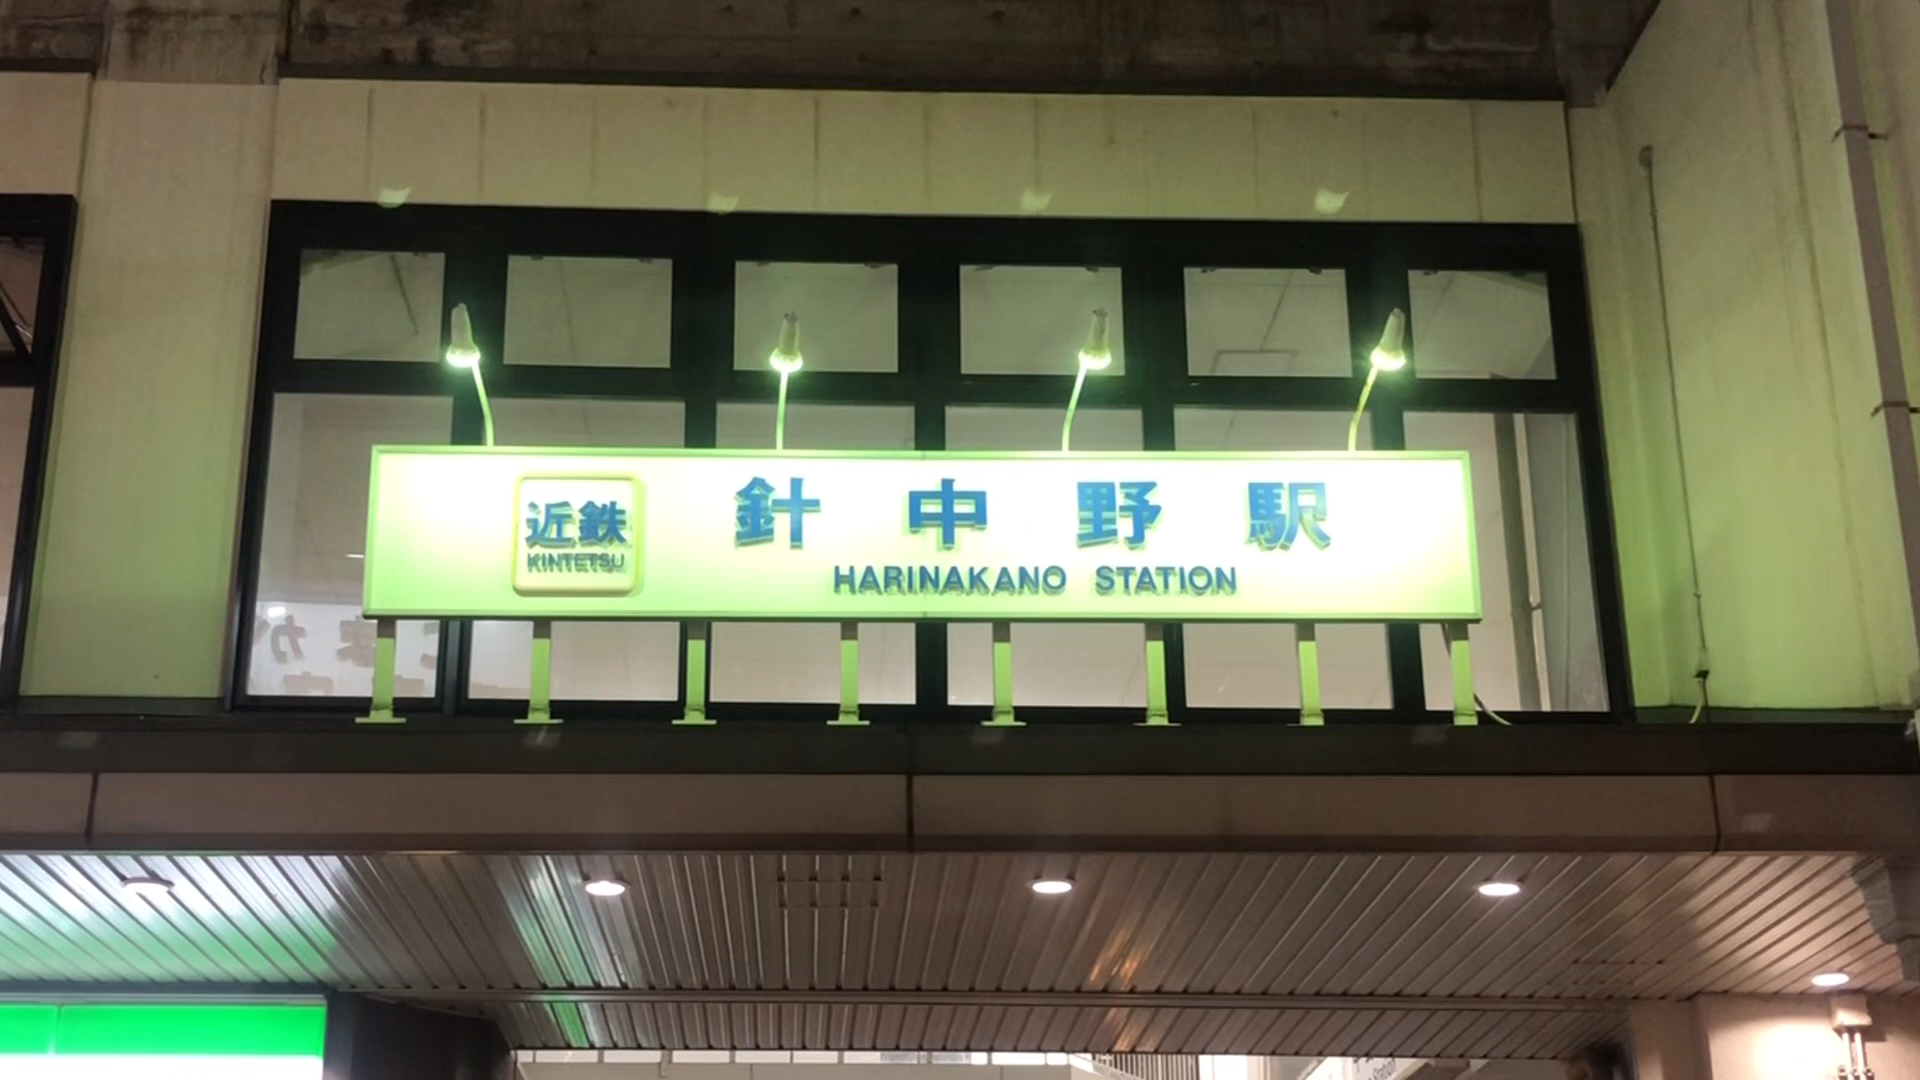 近鉄
KINTETSU
針中野駅
HARINAKANO STATION